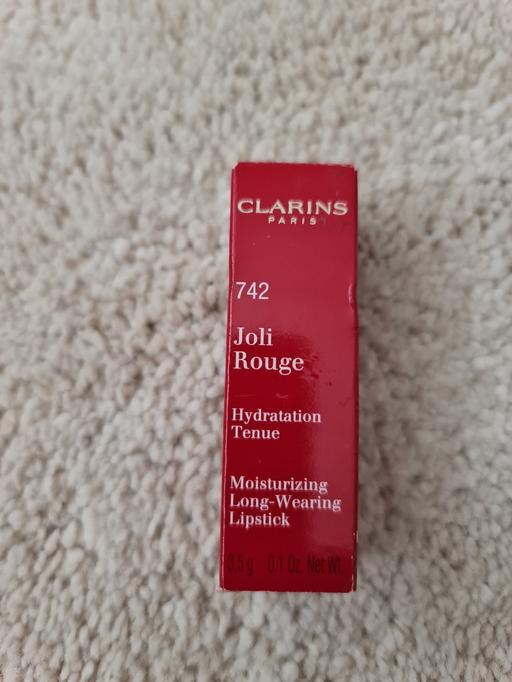 CLARINS
PARIS
742
Joli
Rouge
Hydratation
Tenue
Moisturizing
Long-Wearing
Lipstick
3,5 g 0.1 Oz. Net Wt.